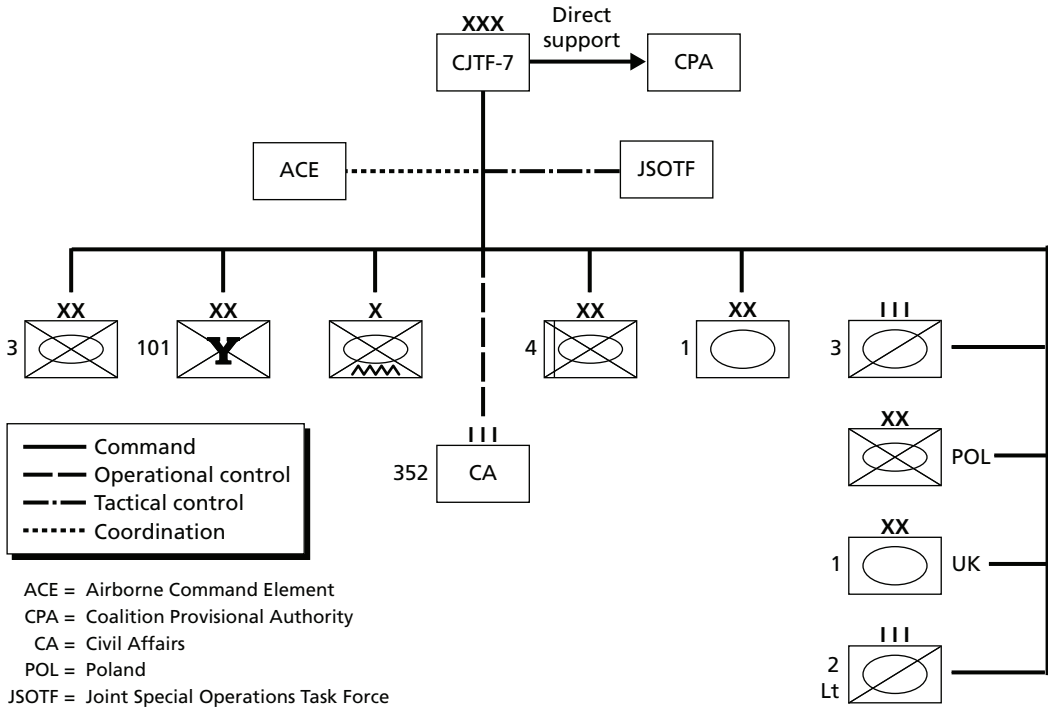 XXX
CJTF-7
Direct
support
CPA
ACE
JSOTF
XX
3
XX
101
Y
X
XX
4
XX
1
III
3
III
352
CA
XX
POL
XX
1
UK
III
2
Lt
Command
Operational control
Tactical control
Coordination
ACE = Airborne Command Element
CPA = Coalition Provisional Authority
CA = Civil Affairs
POL = Poland
JSOTF = Joint Special Operations Task Force